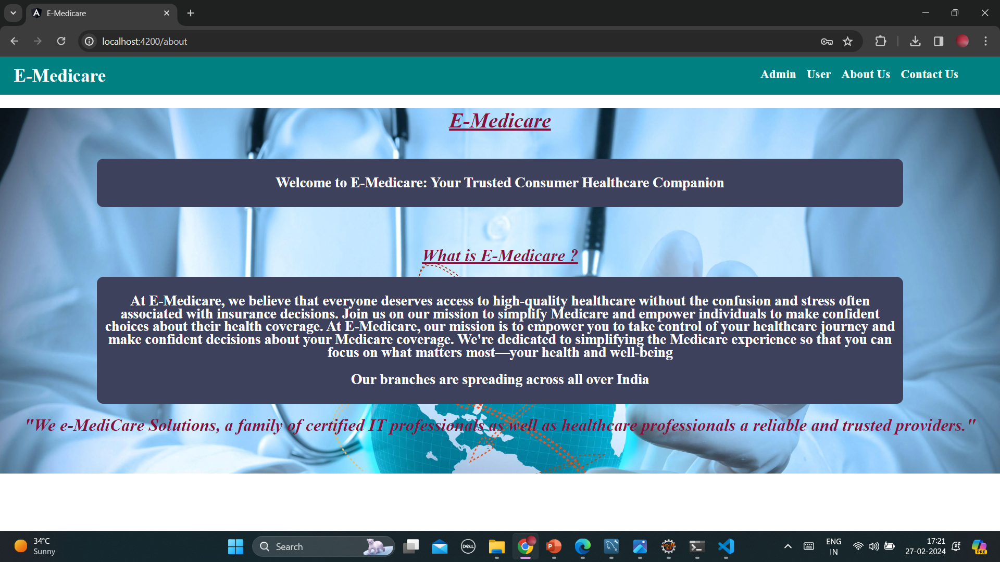 E-Medicare
localhost:4200/about
E-Medicare
Admin User About Us Contact Us
E-Medicare
Welcome to E-Medicare: Your Trusted Consumer Healthcare Companion
What is E-Medicare ?
At E-Medicare, we believe that everyone deserves access to high-quality healthcare without the confusion and stress often
associated with insurance decisions. Join us on our mission to simplify Medicare and empower individuals to make confident
choices about their health coverage. At E-Medicare, our mission is to empower you to take control of your healthcare journey and
make confident decisions about your Medicare coverage. We're dedicated to simplifying the Medicare experience so that you can
focus on what matters most—your health and well-being
Our branches are spreading across all over India
"We e-MediCare Solutions, a family of certified IT professionals as well as healthcare professionals a reliable and trusted providers."
34°C
Sunny
Search
DELL
P
Java EE
IDE
ENG
IN
17:21
27-02-2024
PRE